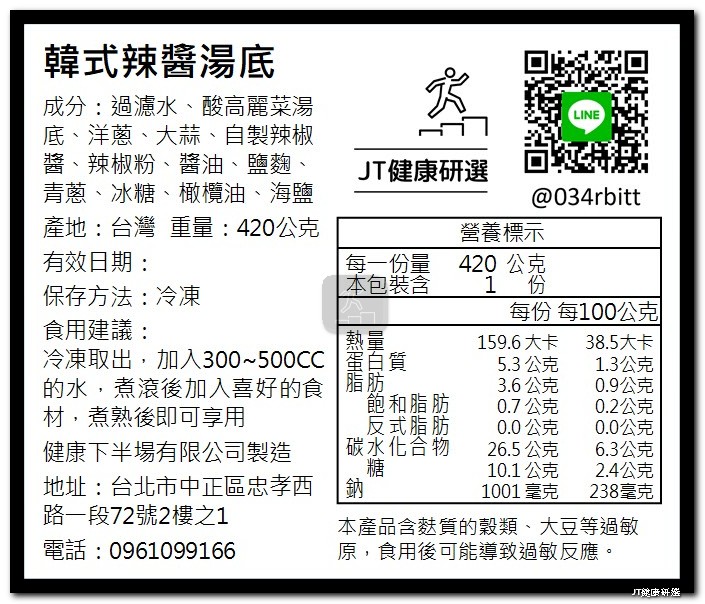 韓式辣醬湯底
成分：過濾水、酸高麗菜湯
底、洋蔥、大蒜、自製辣椒
醬、辣椒粉、醬油、鹽麴、
青蔥、冰糖、橄欖油、海鹽
產地：台灣 重量：420公克
有效日期：
保存方法：冷凍
食用建議：
冷凍取出，加入300~500CC
的水，煮滾後加入喜好的食
材，煮熟後即可享用
健康下半場有限公司製造
地址：台北市中正區忠孝西
路一段72號2樓之1
電話：0961099166
JT健康研選
LINE
@034rbitt
營養標示
每一份量 420 公克
本包裝含 1 份
每份 每100公克
熱量 159.6 大卡 38.5大卡
蛋白質 5.3 公克 1.3公克
脂肪 3.6 公克 0.9公克
飽和脂肪 0.7 公克 0.2公克
反式脂肪 0.0 公克 0.0公克
碳水化合物 26.5 公克 6.3公克
糖 10.1 公克 2.4公克
鈉 1001 毫克 238毫克
本產品含麩質的穀類、大豆等過敏
原，食用後可能導致過敏反應。
JT健康研選